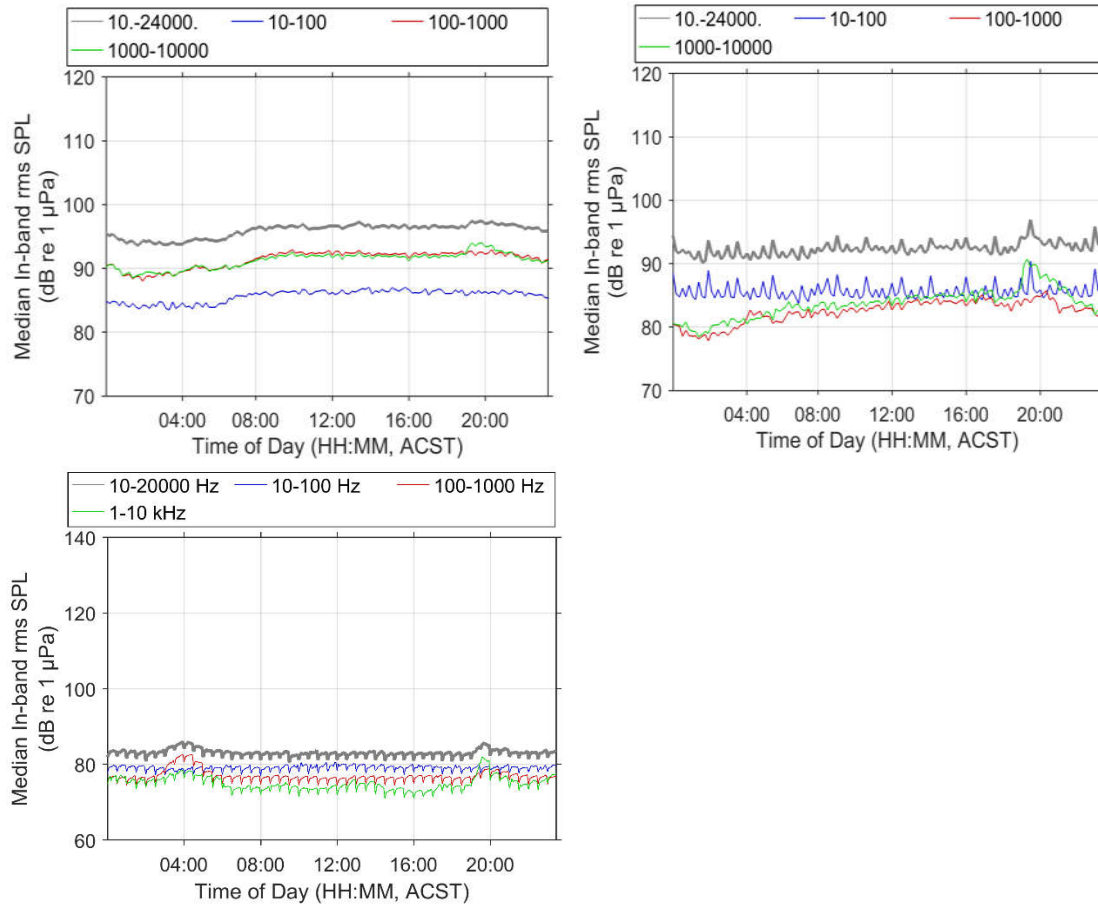 10.-24000. 10-100 100-1000
1000-10000
120
110
100
90
80
70
Median In-band rms SPL
(dB re 1 µPa)
04:00 08:00 12:00 16:00 20:00
Time of Day (HH:MM, ACST)
10.-24000. 10-100 100-1000
1000-10000
120
110
100
90
80
70
Median In-band rms SPL
(dB re 1 µPa)
04:00 08:00 12:00 16:00 20:00
Time of Day (HH:MM, ACST)
10-20000 Hz 10-100 Hz 100-1000 Hz
1-10 kHz
140
120
100
80
60
Median In-band rms SPL
(dB re 1 µPa)
04:00 08:00 12:00 16:00 20:00
Time of Day (HH:MM, ACST)